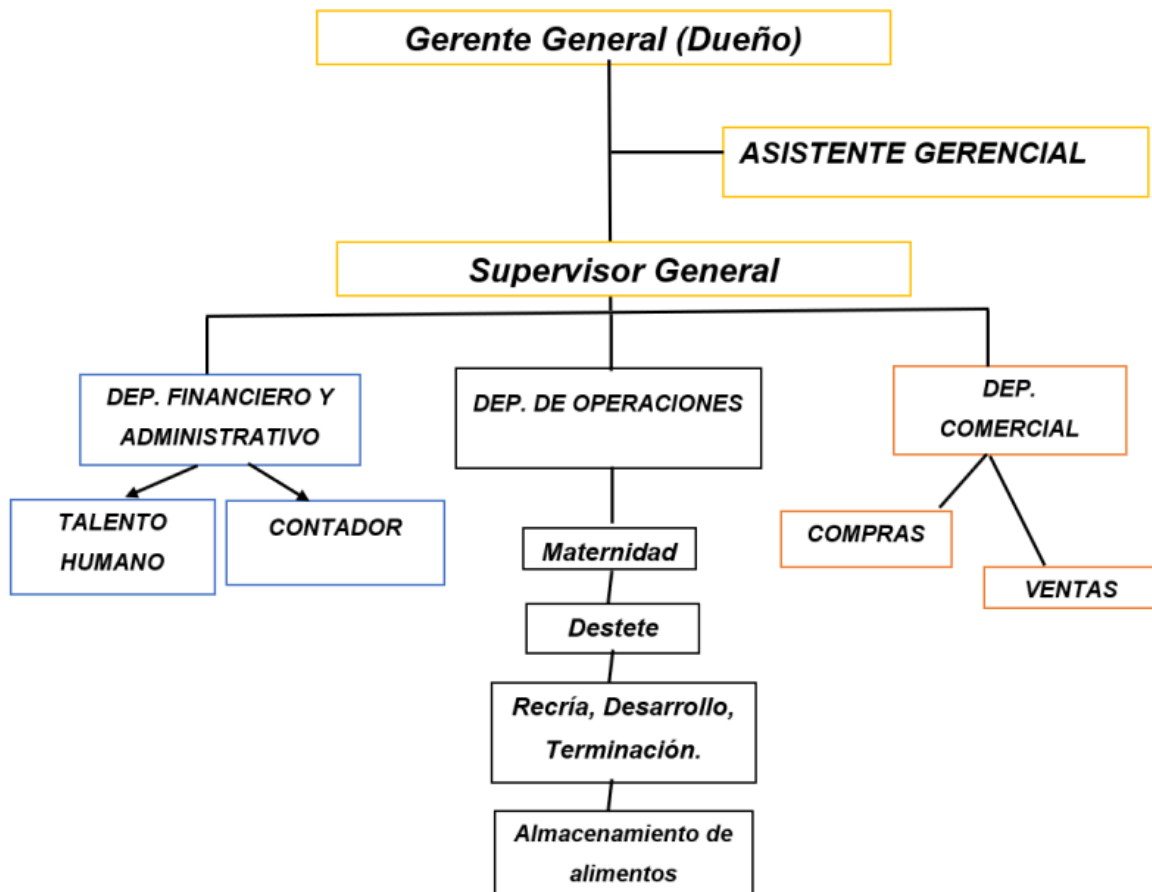 Gerente General (Dueño)
ASISTENTE GERENCIAL
Supervisor General
DEP. FINANCIERO Y
ADMINISTRATIVO
DEP. DE OPERACIONES
DEP.
COMERCIAL
TALENTO
HUMANO
CONTADOR
COMPRAS
VENTAS
Maternidad
Destete
Recría, Desarrollo,
Terminación.
Almacenamiento de
alimentos